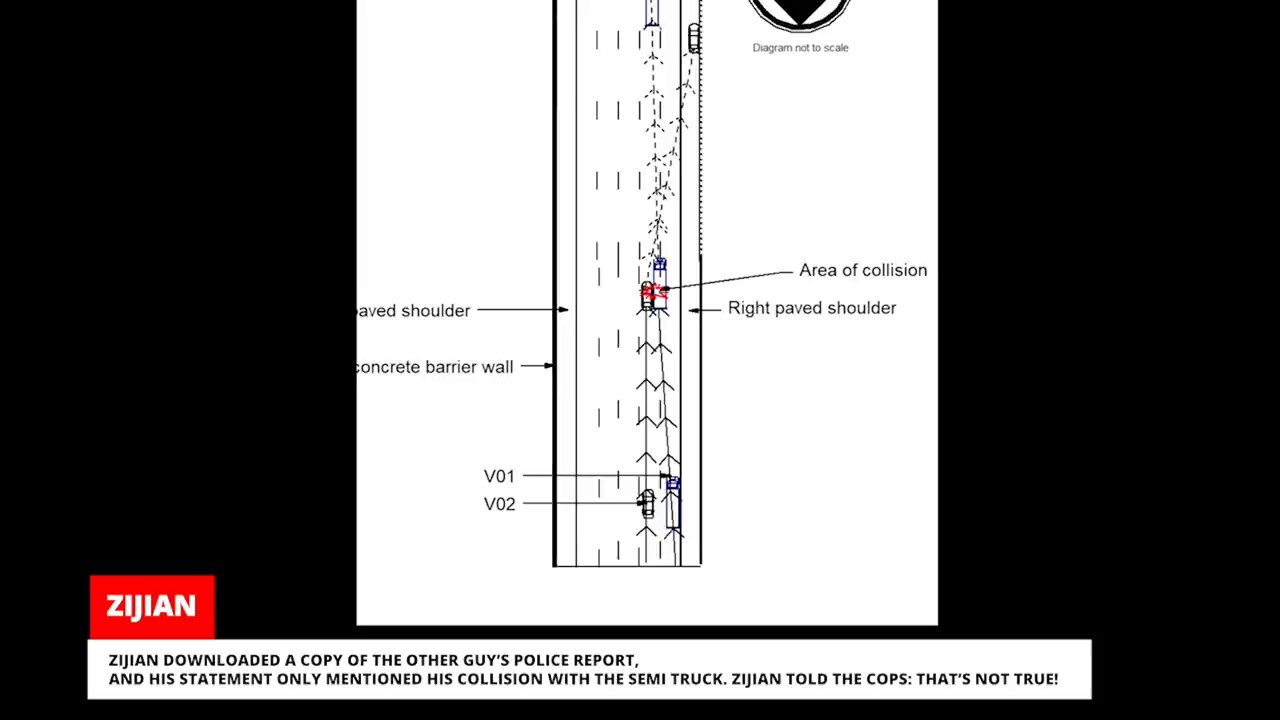 Diagram not to scale
Area of collision
Right paved shoulder
paved shoulder
concrete barrier wall
V01
V02
ZIJIAN
ZIJIAN DOWNLOADED A COPY OF THE OTHER GUY'S POLICE REPORT,
AND HIS STATEMENT ONLY MENTIONED HIS COLLISION WITH THE SEMI TRUCK. ZIJIAN TOLD THE COPS: THAT'S NOT TRUE!